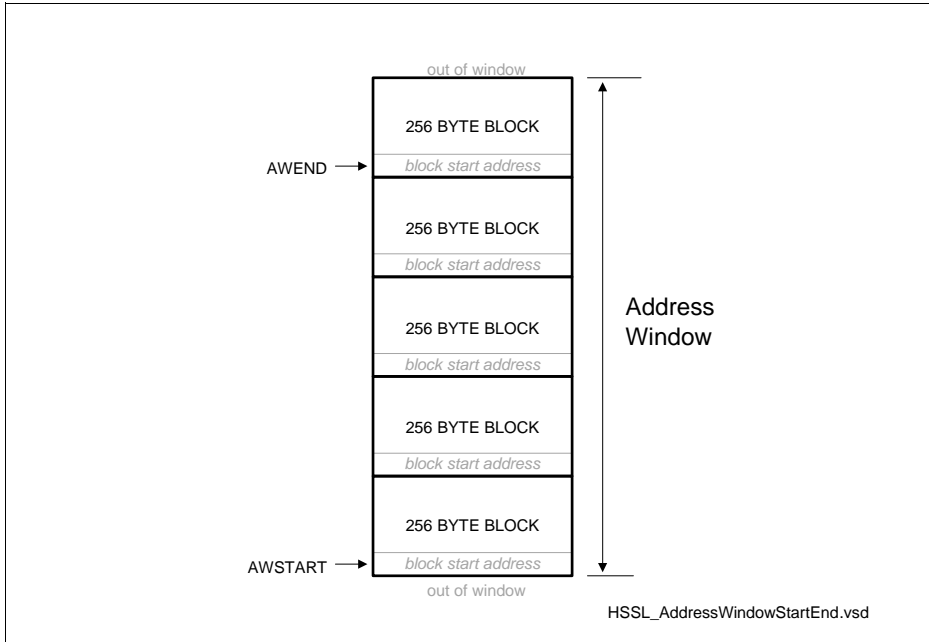 out of window
256 BYTE BLOCK
AWEND
block start address
256 BYTE BLOCK
block start address
256 BYTE BLOCK
block start address
Address
Window
256 BYTE BLOCK
block start address
256 BYTE BLOCK
AWSTART
block start address
out of window
HSSL_AddressWindowStartEnd.vsd